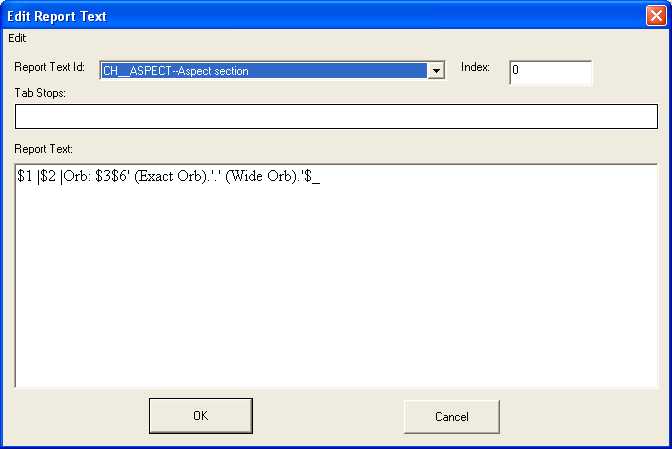 Edit Report Text
Edit
Report Text Id: CH__ASPECT--Aspect section Index: 0
Tab Stops:
Report Text:
$1 |$2 |Orb: $3$6' (Exact Orb).'.' (Wide Orb).'$_
OK Cancel